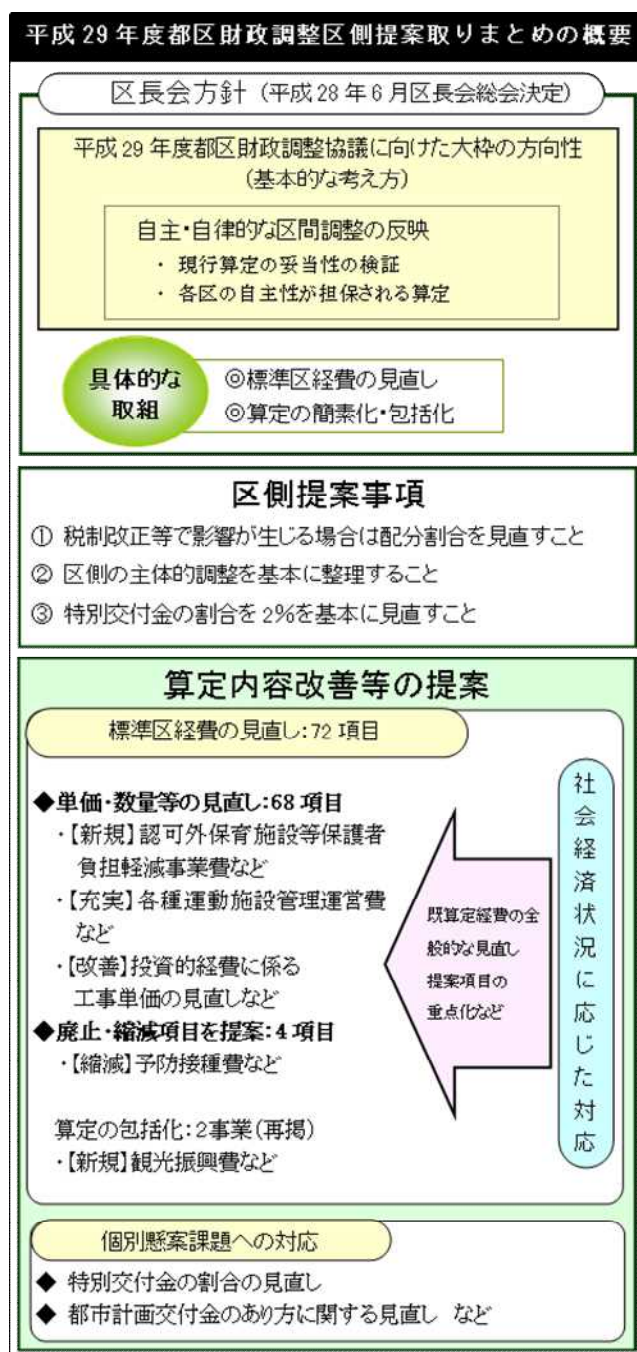 平成29年度都区財政調整区側提案取りまとめの概要
区長会方針（平成28年6月区長会総会決定）
平成29年度都区財政調整協議に向けた大枠の方向性
（基本的な考え方）
自主・自律的な区間調整の反映
・ 現行算定の妥当性の検証
・ 各区の自主性が担保される算定
具体的な
取組
◎標準区経費の見直し
◎算定の簡素化・包括化
区側提案事項
① 税制改正等で影響が生じる場合は配分割合を見直すこと
② 区側の主体的調整を基本に整理すること
③ 特別交付金の割合を2％を基本に見直すこと
算定内容改善等の提案
標準区経費の見直し：72項目
◆単価・数量等の見直し：68項目
・【新規】認可外保育施設等保護者
負担軽減事業費など
・【充実】各種運動施設管理運営費
など
・【改善】投資的経費に係る
工事単価の見直しなど
◆廃止・縮減項目を提案：4項目
・【縮減】予防接種費など
算定の包括化：2事業（再掲）
・【新規】観光振興費など
既算定経費の全
般的な見直し
提案項目の
重点化など
社会経済状況に応じた対応
個別懸案課題への対応
◆ 特別交付金の割合の見直し
◆ 都市計画交付金のあり方に関する見直し など